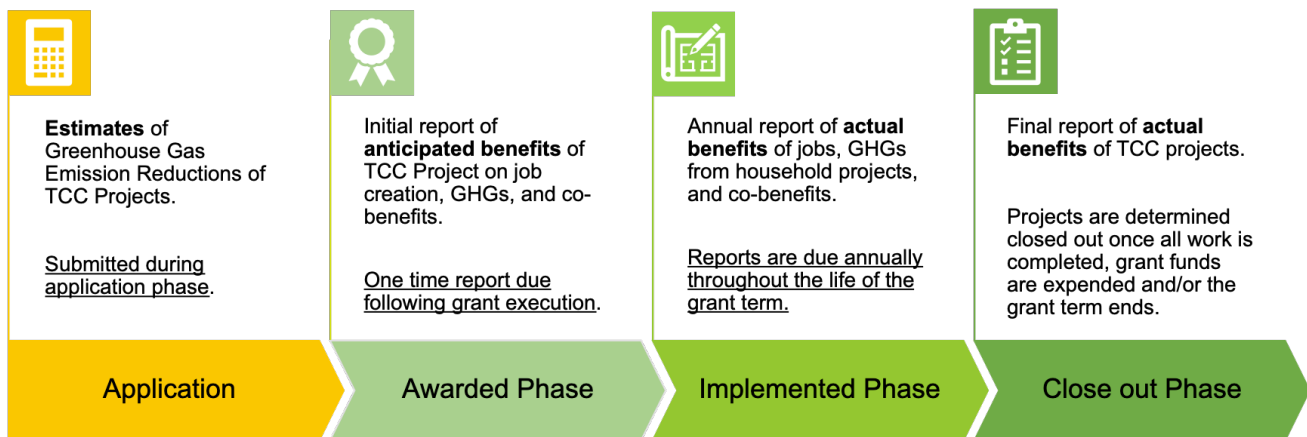 Estimates of
Greenhouse Gas
Emission Reductions of
TCC Projects.
Submitted during
application phase.
Initial report of
anticipated benefits of
TCC Project on job
creation, GHGs, and co-
benefits.
One time report due
following grant execution.
Annual report of actual
benefits of jobs, GHGs
from household projects,
and co-benefits.
Reports are due annually
throughout the life of the
grant term.
Final report of actual
benefits of TCC projects.
Projects are determined
closed out once all work is
completed, grant funds
are expended and/or the
grant term ends.
Application
Awarded Phase
Implemented Phase
Close out Phase